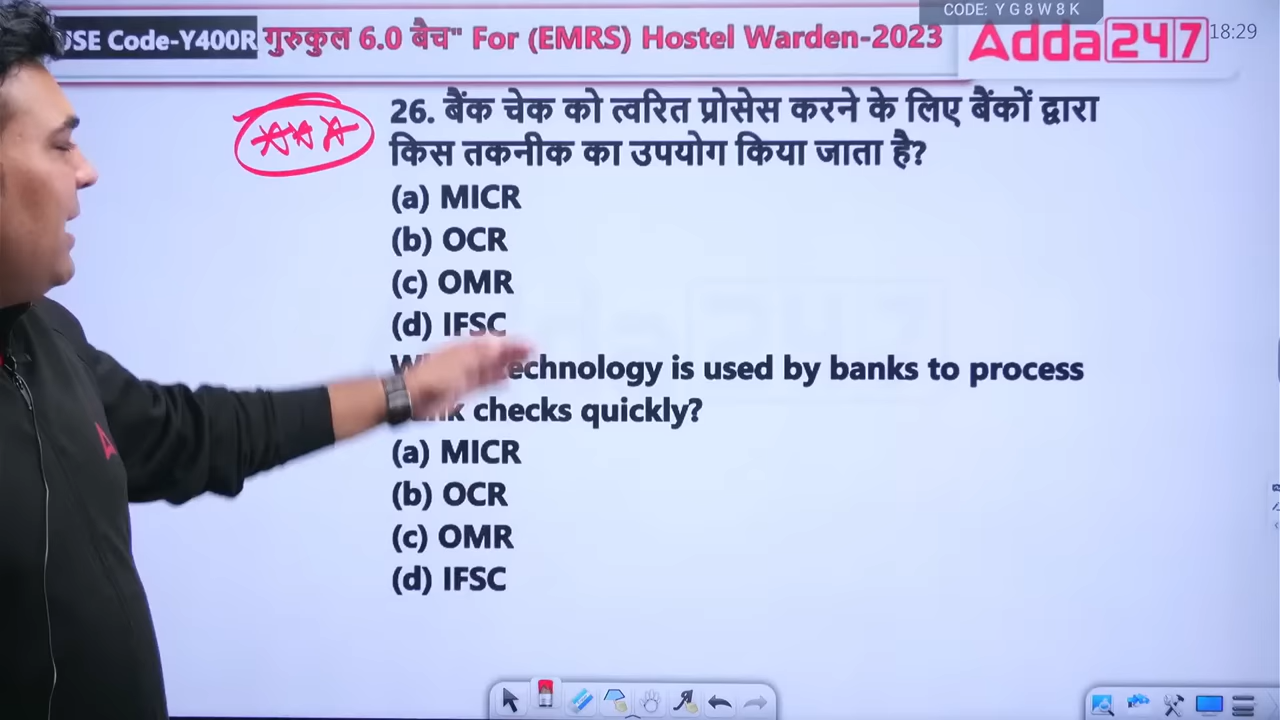 CODE: Y G 8 W 8 K
USE Code-Y400R गुरुकुल 6.0 बैच" For (EMRS) Hostel Warden-2023
Adda247
18:29
26. बैंक चेक को त्वरित प्रोसेस करने के लिए बैंकों द्वारा
किस तकनीक का उपयोग किया जाता है?
(a) MICR
(b) OCR
(c) OMR
(d) IFSC
technology is used by banks to process
checks quickly?
(a) MICR
(b) OCR
(c) OMR
(d) IFSC